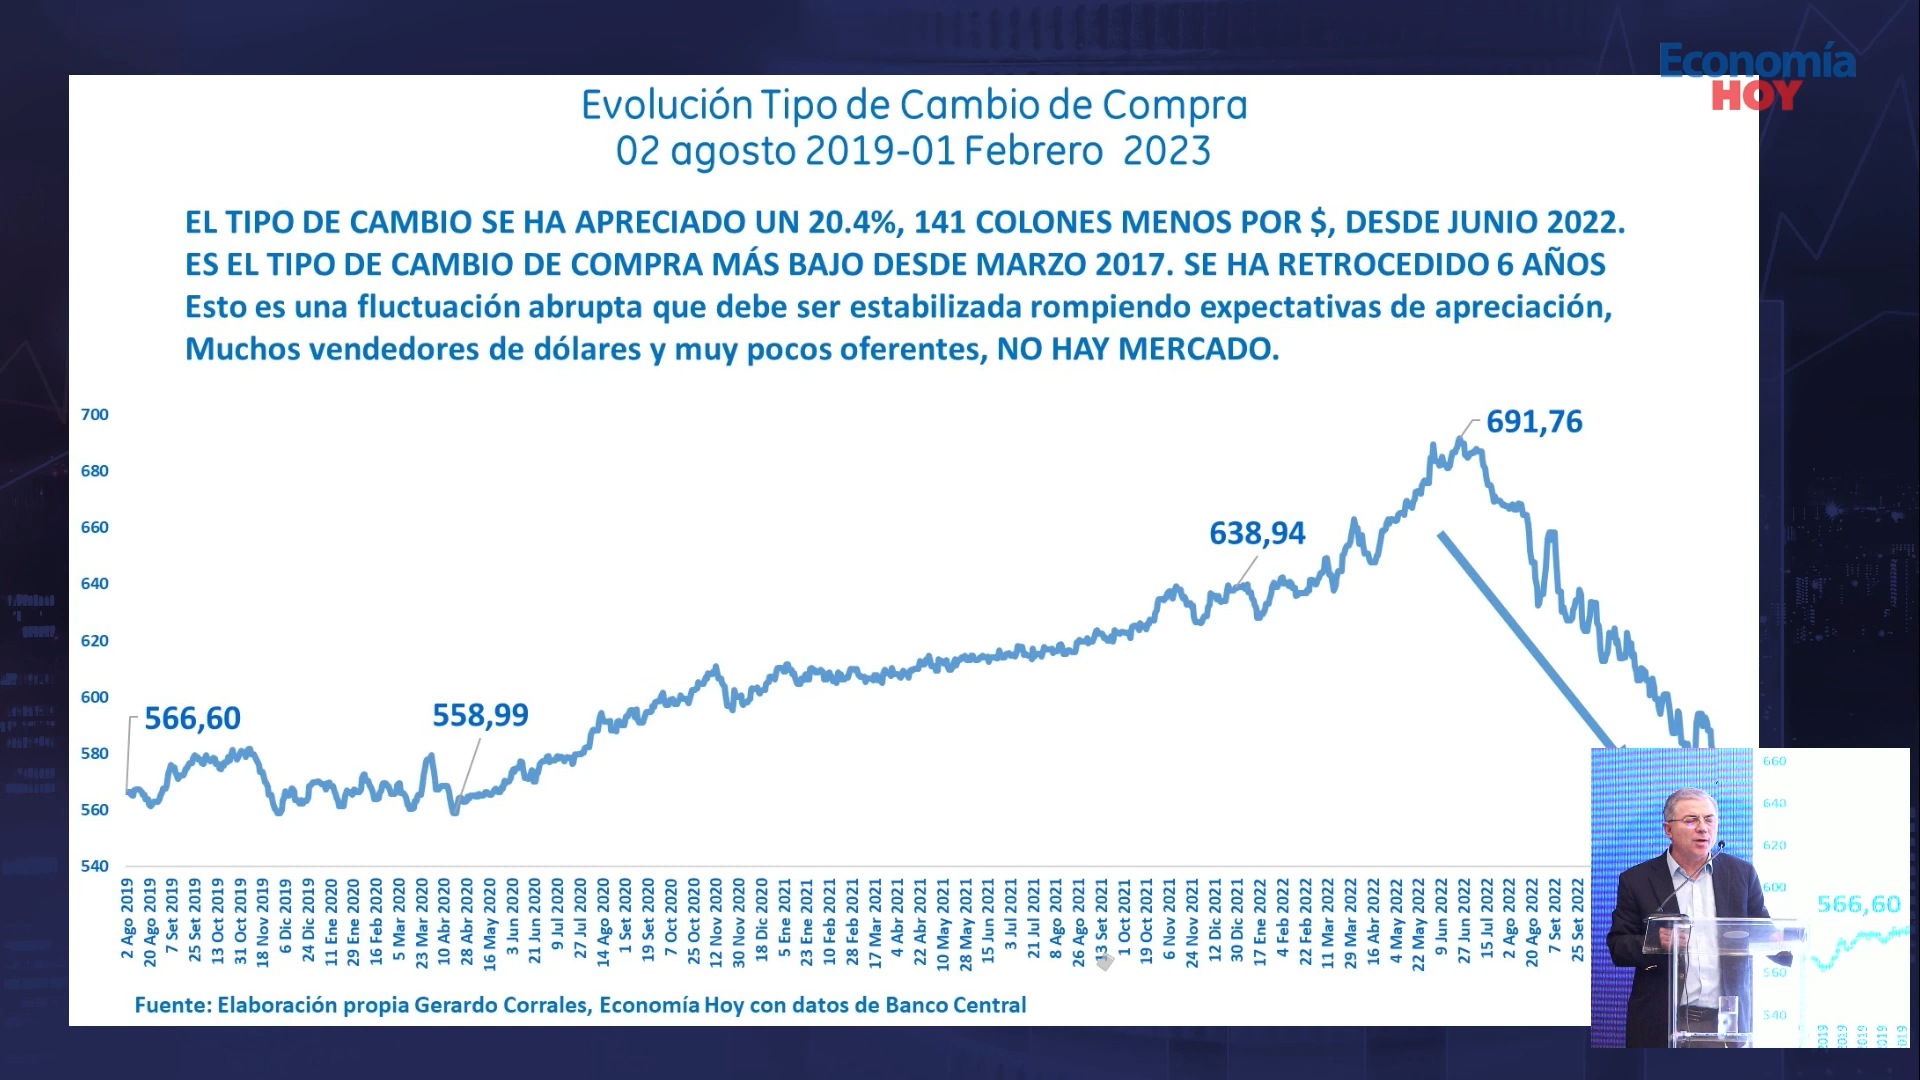 Economía
HOY
Evolución Tipo de Cambio de Compra
02 agosto 2019-01 Febrero 2023
EL TIPO DE CAMBIO SE HA APRECIADO UN 20.4%, 141 COLONES MENOS POR $, DESDE JUNIO 2022.
ES EL TIPO DE CAMBIO DE COMPRA MÁS BAJO DESDE MARZO 2017. SE HA RETROCEDIDO 6 AÑOS
Esto es una fluctuación abrupta que debe ser estabilizada rompiendo expectativas de apreciación,
Muchos vendedores de dólares y muy pocos oferentes, NO HAY MERCADO.
700
680
660
640
620
600
580
560
540
691,76
638,94
566,60
558,99
2 Ago 2019
20 Ago 2019
7 Set 2019
25 Set 2019
13 Oct 2019
31 Oct 2019
18 Nov 2019
6 Dic 2019
24 Dic 2019
11 Ene 2020
29 Ene 2020
16 Feb 2020
5 Mar 2020
23 Mar 2020
10 Abr 2020
28 Abr 2020
16 May 2020
3 Jun 2020
21 Jun 2020
9 Jul 2020
27 Jul 2020
14 Ago 2020
1 Set 2020
19 Set 2020
7 Oct 2020
25 Oct 2020
12 Nov 2020
30 Nov 2020
18 Dic 2020
5 Ene 2021
23 Ene 2021
10 Feb 2021
28 Feb 2021
17 Mar 2021
4 Abr 2021
22 Abr 2021
10 May 2021
28 May 2021
15 Jun 2021
3 Jul 2021
21 Jul 2021
8 Ago 2021
26 Ago 2021
13 Set 2021
1 Oct 2021
19 Oct 2021
6 Nov 2021
24 Nov 2021
12 Dic 2021
30 Dic 2021
17 Ene 2022
4 Feb 2022
22 Feb 2022
11 Mar 2022
29 Mar 2022
16 Abr 2022
4 May 2022
22 May 2022
9 Jun 2022
27 Jun 2022
15 Jul 2022
2 Ago 2022
20 Ago 2022
7 Set 2022
25 Set 2022
Fuente: Elaboración propia Gerardo Corrales, Economía Hoy con datos de Banco Central
660
640
620
600
566,60
560
540
2019
2019
2019
2019
2019